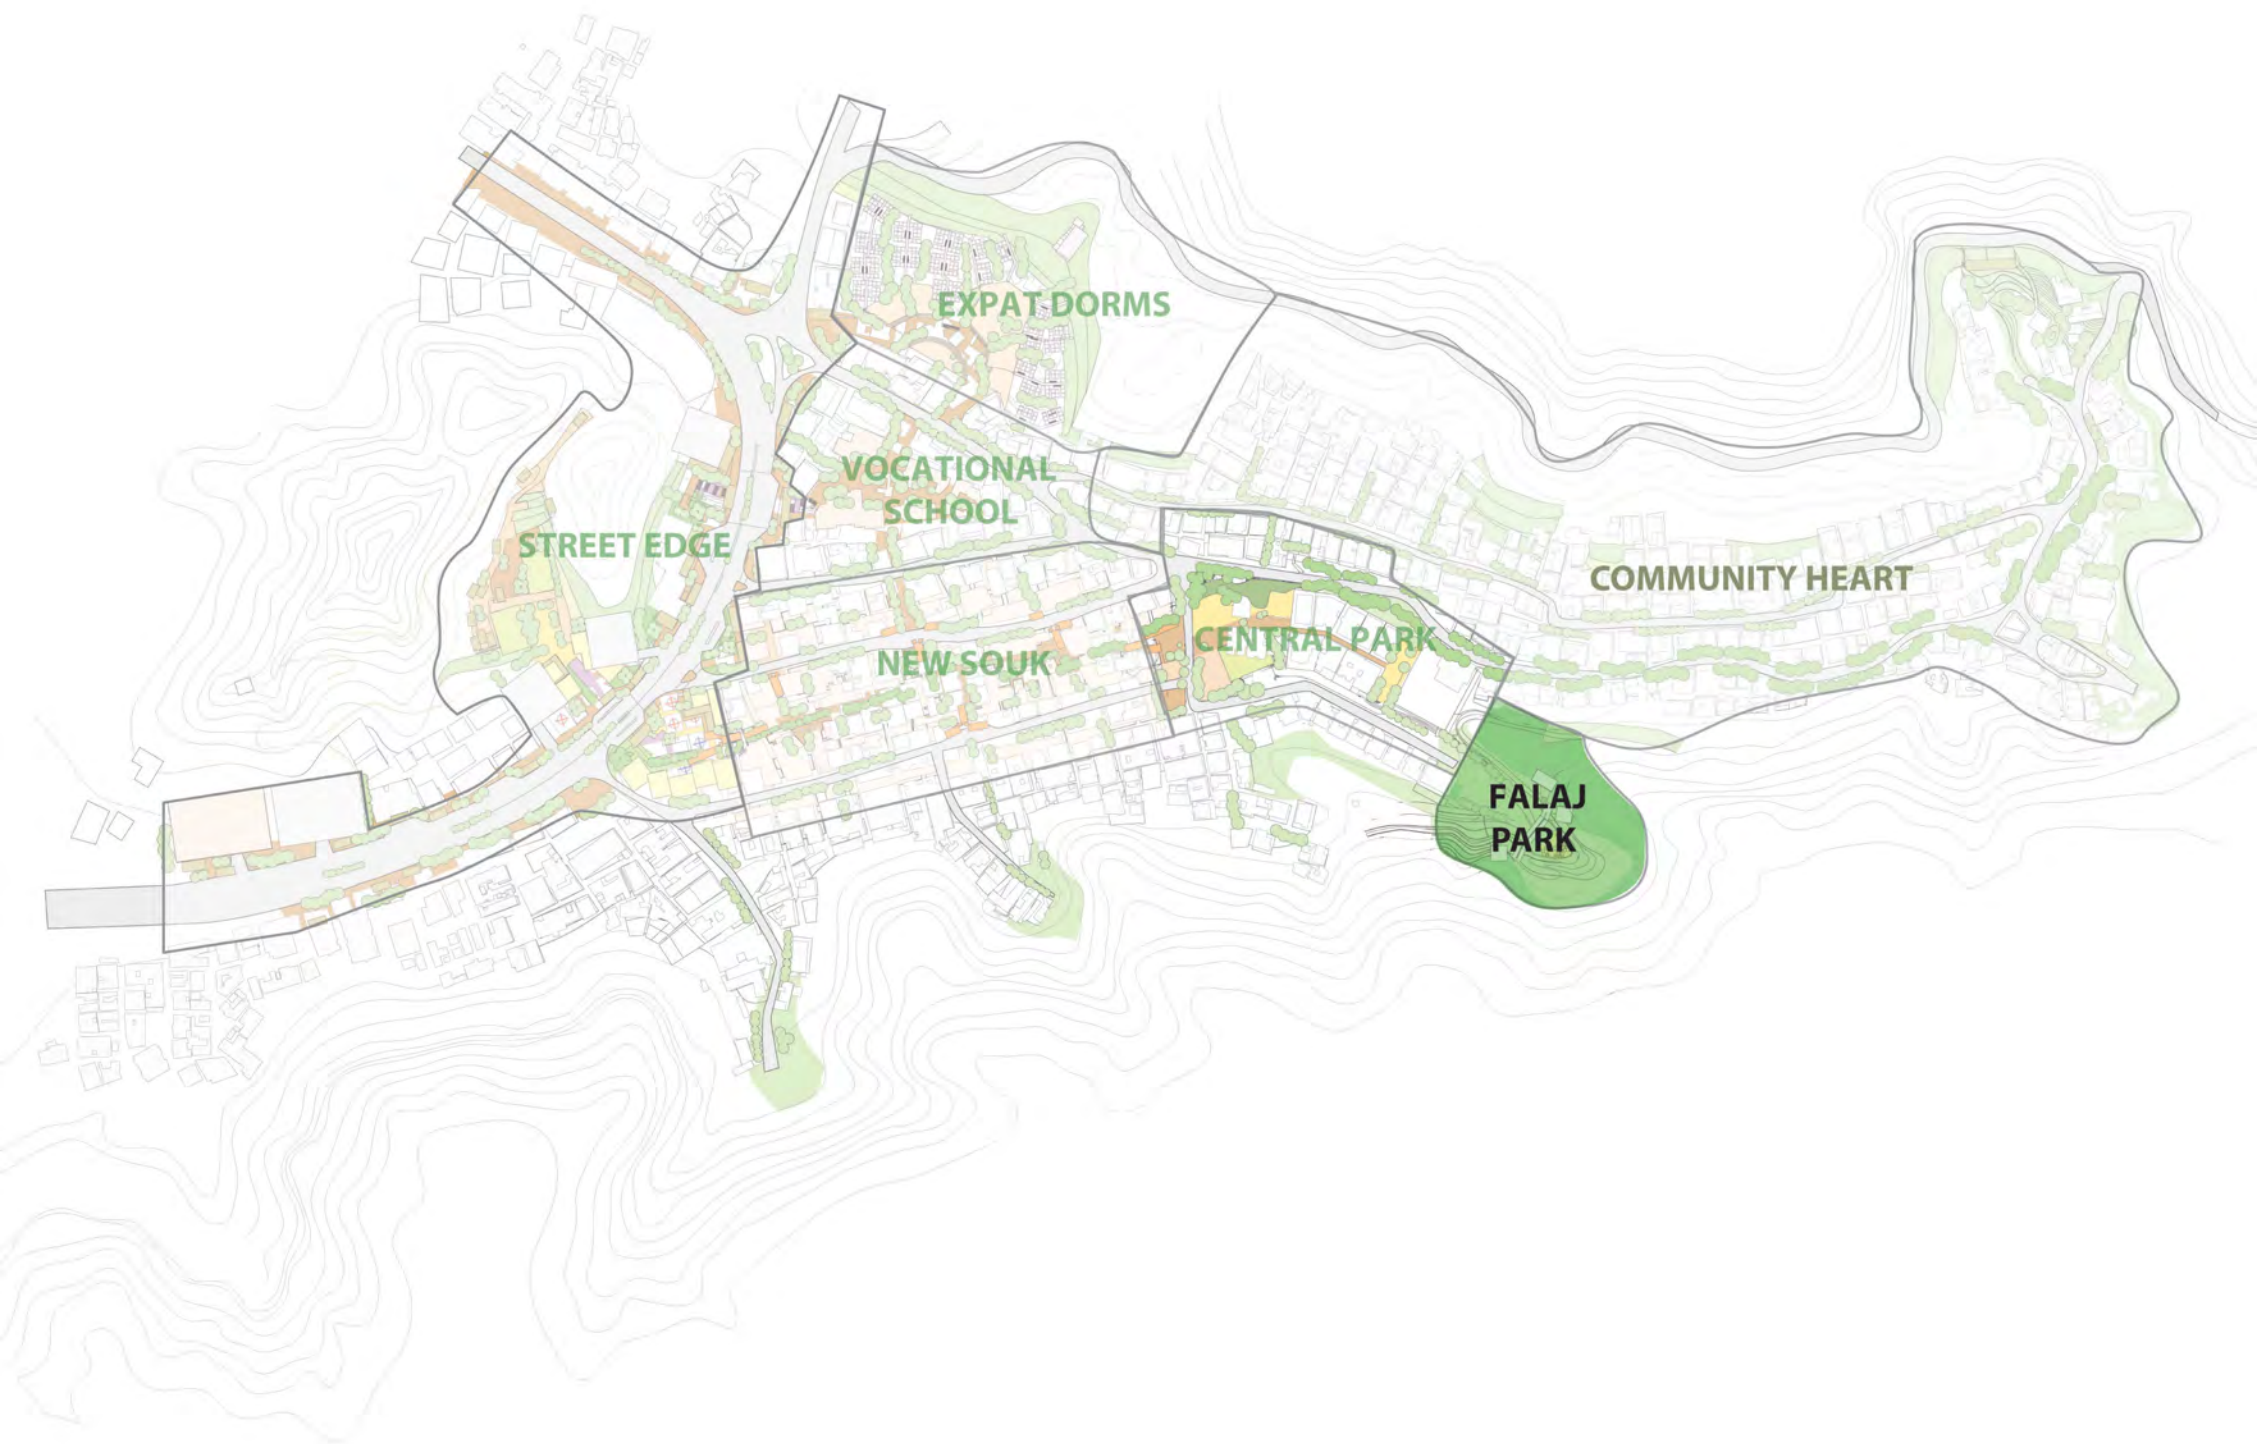 EXPAT DORMS
VOCATIONAL
SCHOOL
STREET EDGE
COMMUNITY HEART
CENTRAL PARK
NEW SOUK
FALAJ
PARK